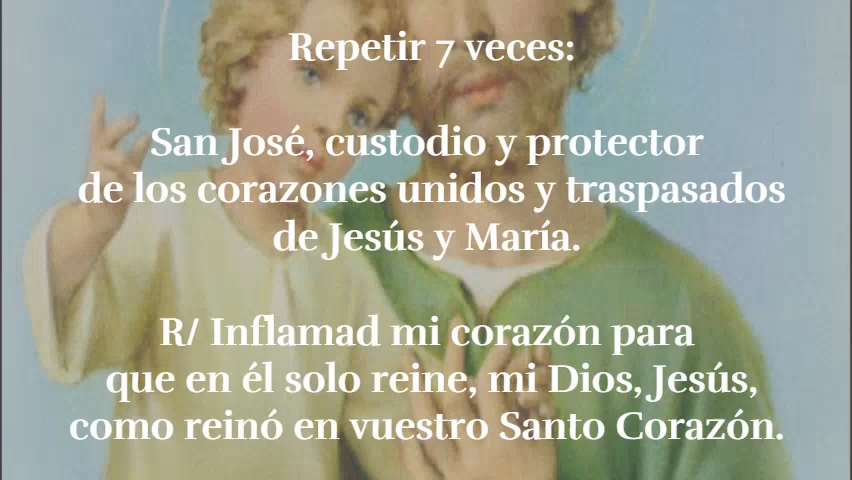 Repetir 7 veces:
San José, custodio y protector
de los corazones unidos y traspasados
de Jesús y María.
R/ Inflamad mi corazón para
que en él solo reine, mi Dios, Jesús,
como reinó en vuestro Santo Corazón.